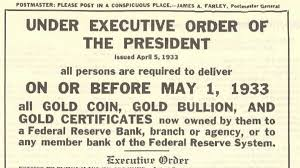 POSTMASTER: PLEASE POST IN A CONSPICUOUS PLACE.—JAMES A. FARLEY, Postmaster General
UNDER EXECUTIVE ORDER OF
THE PRESIDENT
issued April 5, 1933
all persons are required to deliver
ON OR BEFORE MAY 1, 1933
all GOLD COIN, GOLD BULLION, AND
GOLD CERTIFICATES now owned by them to
a Federal Reserve Bank, branch or agency, or to
any member bank of the Federal Reserve System.
Executive Order